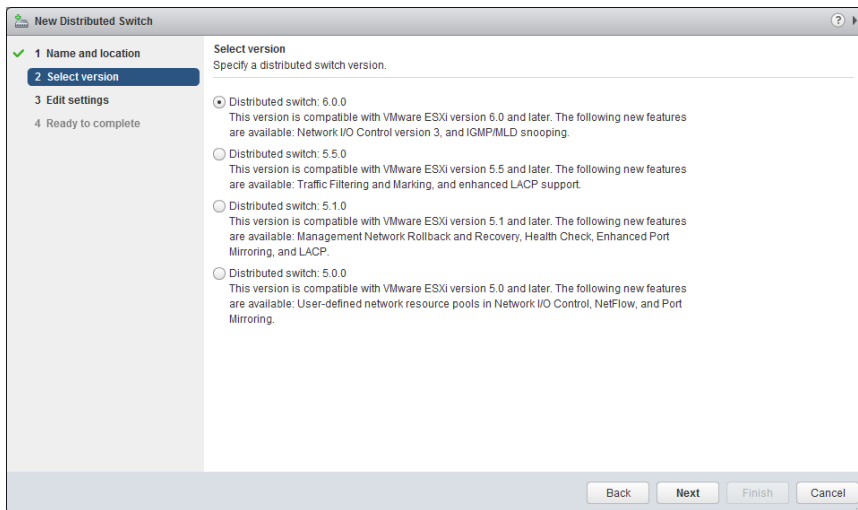 New Distributed Switch
?
1 Name and location
2 Select version
3 Edit settings
4 Ready to complete
Select version
Specify a distributed switch version.
Distributed switch: 6.0.0
This version is compatible with VMware ESXi version 6.0 and later. The following new features
are available: Network I/O Control version 3, and IGMP/MLD snooping.
Distributed switch: 5.5.0
This version is compatible with VMware ESXi version 5.5 and later. The following new features
are available: Traffic Filtering and Marking, and enhanced LACP support.
Distributed switch: 5.1.0
This version is compatible with VMware ESXi version 5.1 and later. The following new features
are available: Management Network Rollback and Recovery, Health Check, Enhanced Port
Mirroring, and LACP.
Distributed switch: 5.0.0
This version is compatible with VMware ESXi version 5.0 and later. The following new features
are available: User-defined network resource pools in Network I/O Control, NetFlow, and Port
Mirroring.
Back Next Finish Cancel